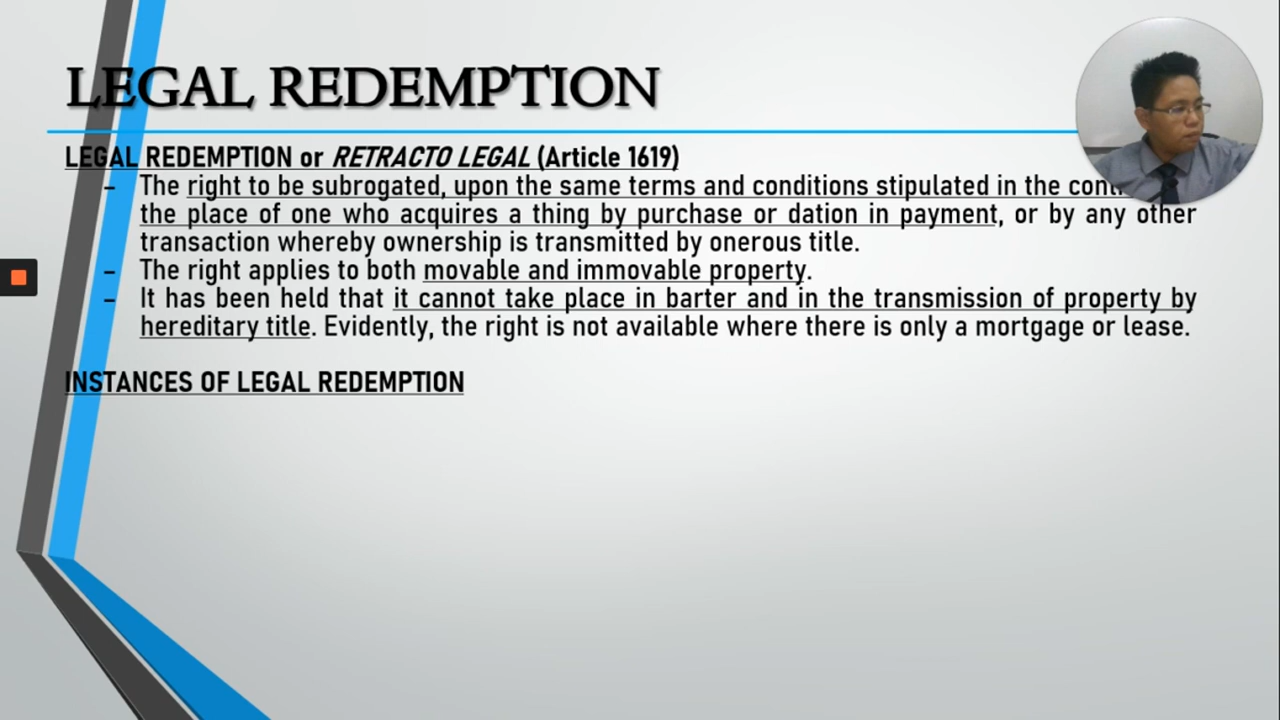 LEGAL REDEMPTION
LEGAL REDEMPTION or RETRACTO LEGAL (Article 1619)
- The right to be subrogated, upon the same terms and conditions stipulated in the
the place of one who acquires a thing by purchase or dation in payment, or by any other
transaction whereby ownership is transmitted by onerous title.
- The right applies to both movable and immovable property.
- It has been held that it cannot take place in barter and in the transmission of property by
hereditary title. Evidently, the right is not available where there is only a mortgage or lease.
INSTANCES OF LEGAL REDEMPTION